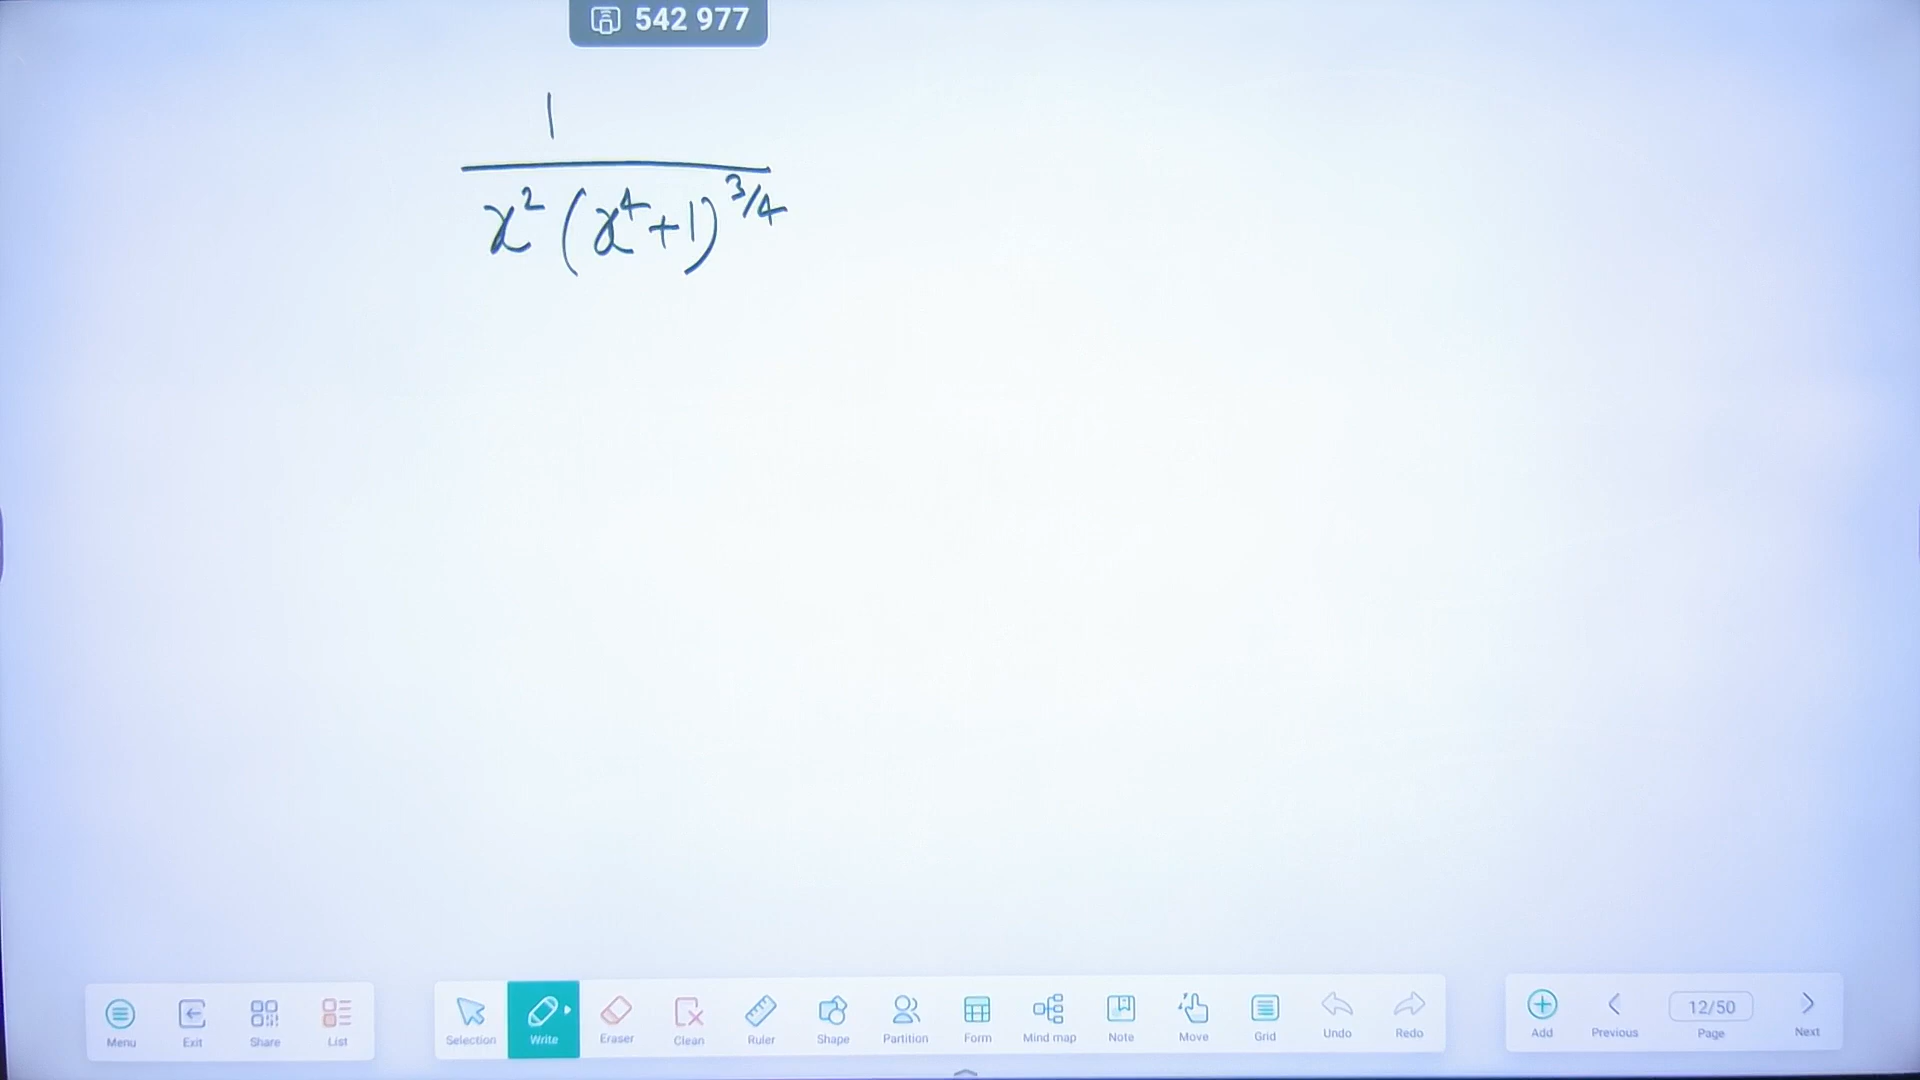 542 977
1
x² (x⁴+1)^3/4
Menu Exit Share List Selection Write Eraser Clean Ruler Shape Partition Form Mind map Note Move Grid Undo Redo Add Previous 12/50 Page Next